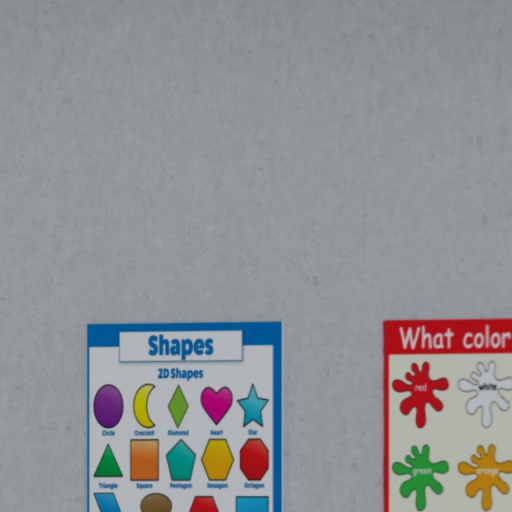 Shapes
2D Shapes
Circle Crescent Diamond Heart Star
Triangle Square Pentagon Hexagon Octagon
What color
red white
green orange